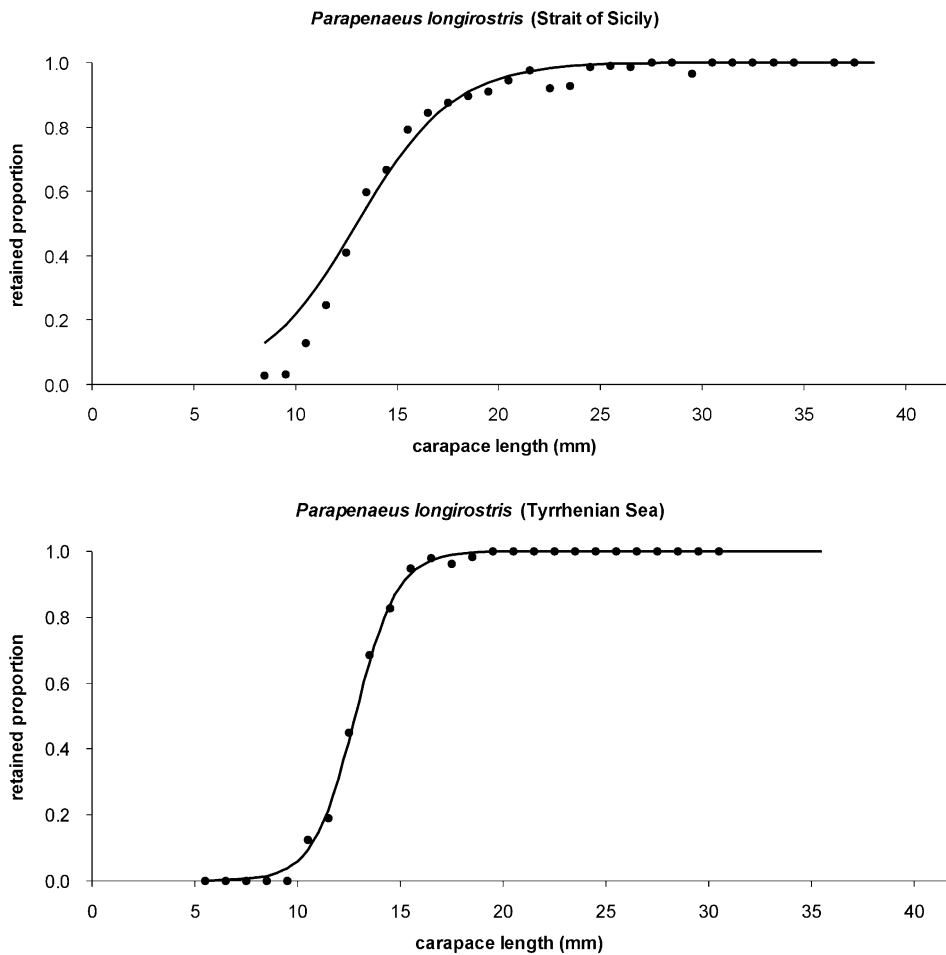 Parapenaeus longirostris (Strait of Sicily)
1.0
0.8
0.6
0.4
0.2
0.0
retained proportion
0 5 10 15 20 25 30 35 40
carapace length (mm)
Parapenaeus longirostris (Tyrrhenian Sea)
1.0
0.8
0.6
0.4
0.2
0.0
retained proportion
0 5 10 15 20 25 30 35 40
carapace length (mm)